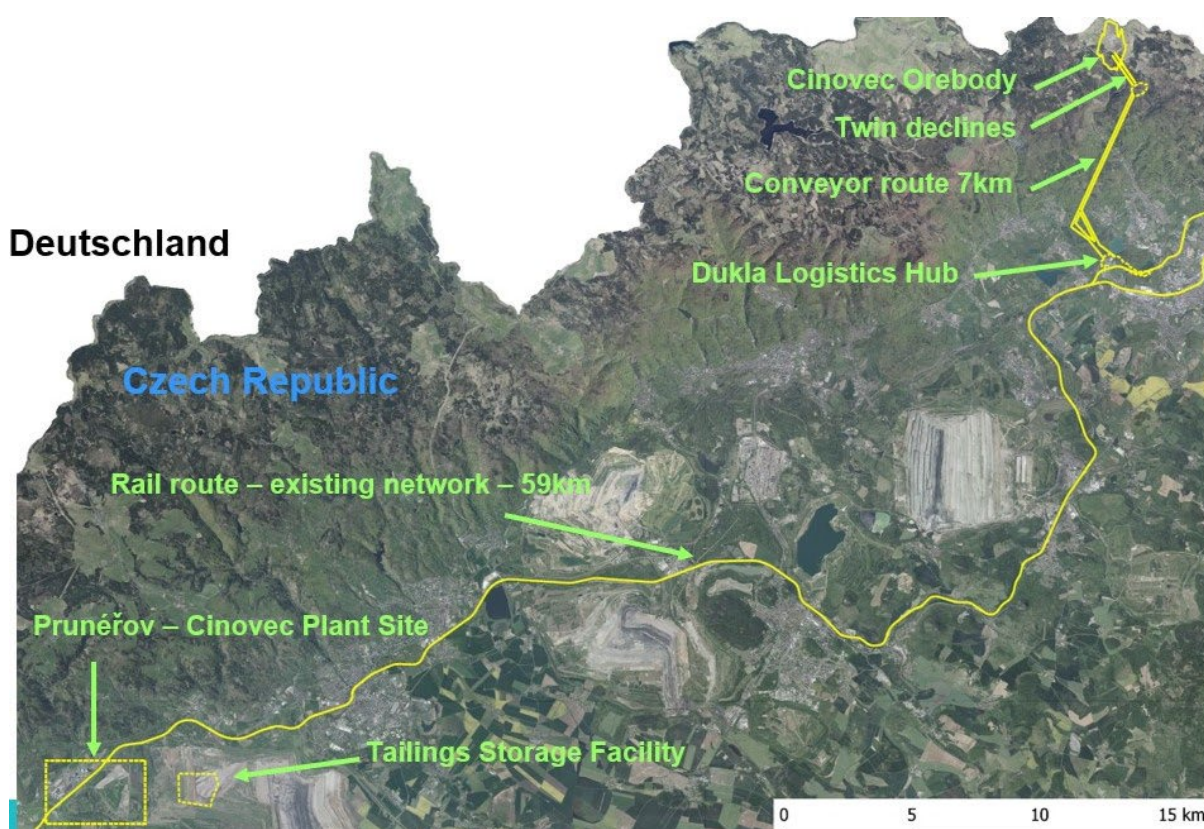 Cinovec Orebody
Twin declines
Conveyor route 7km
Deutschland
Dukla Logistics Hub
Czech Republic
Rail route – existing network – 59km
Prunéřov – Cinovec Plant Site
Tailings Storage Facility
0 5 10 15 km